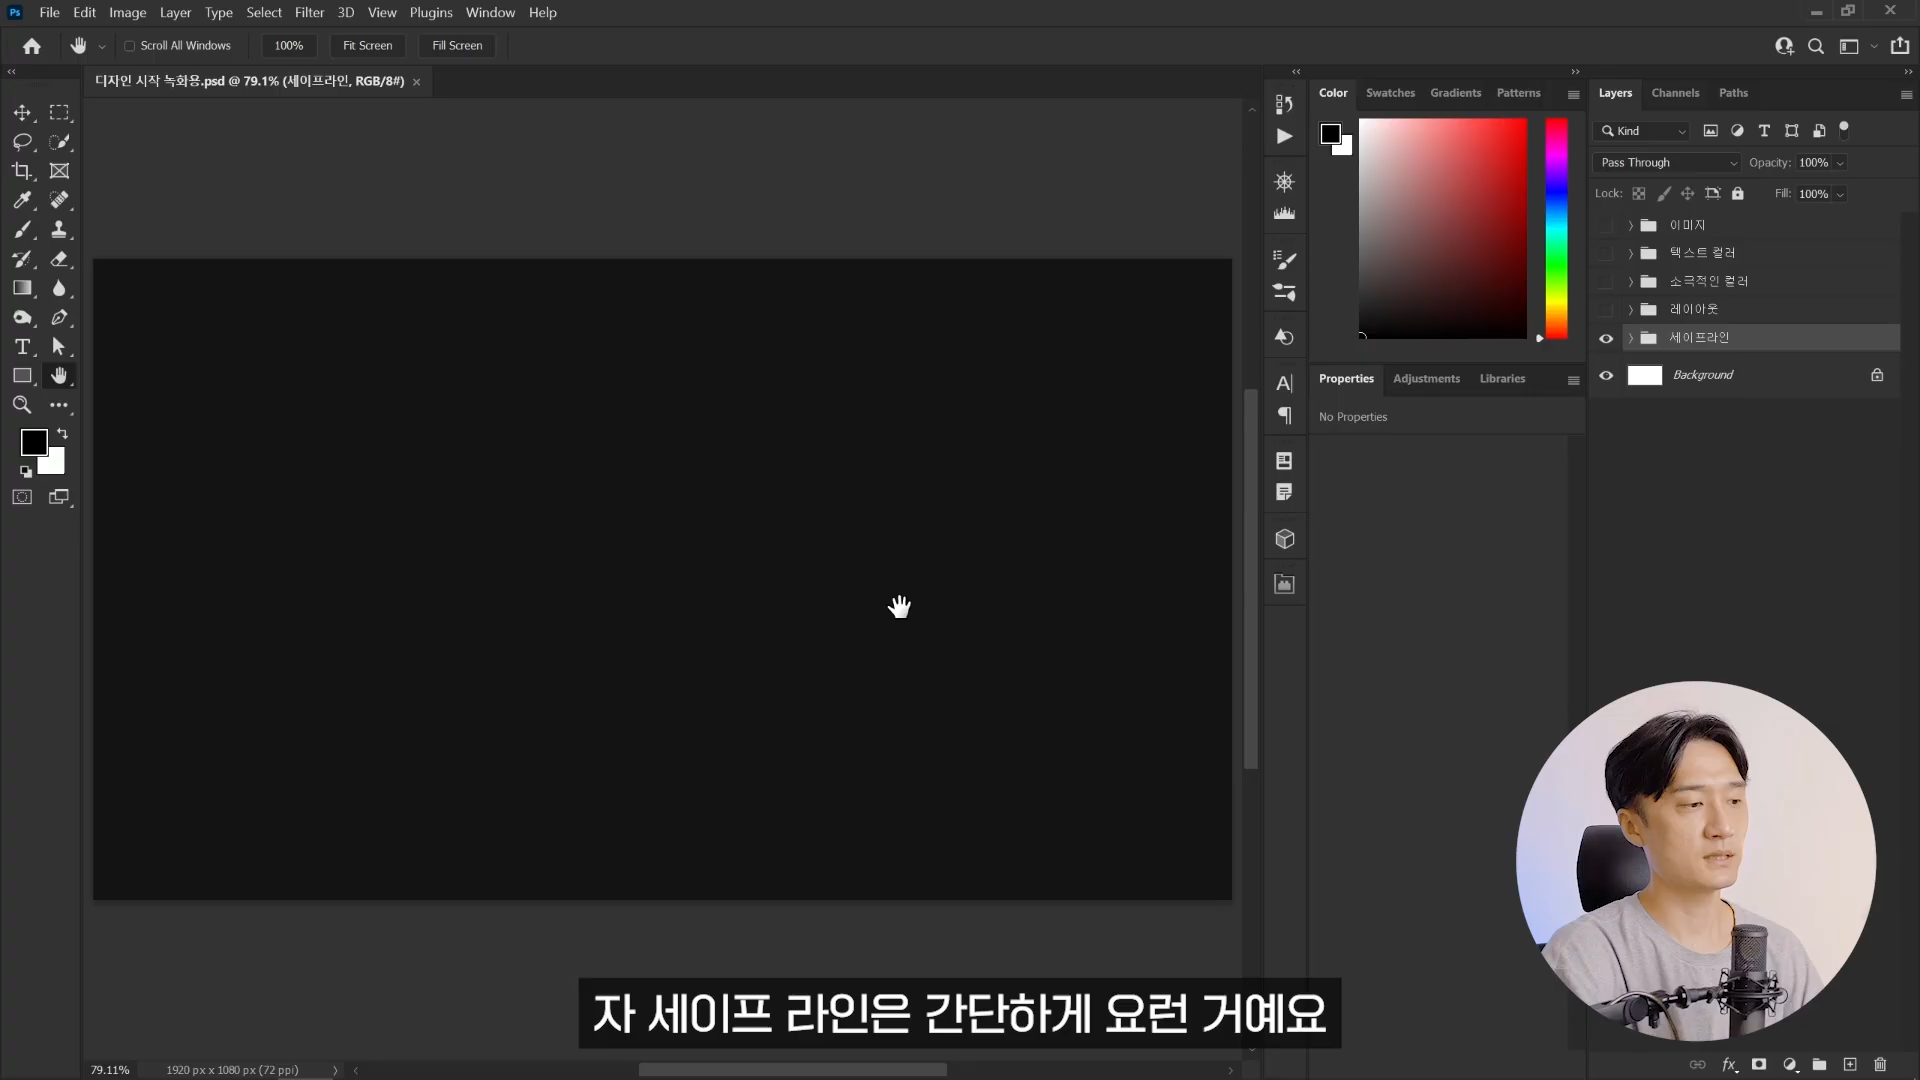 Ps File Edit Image Layer Type Select Filter 3D View Plugins Window Help
Scroll All Windows 100% Fit Screen Fill Screen
디자인 시작 녹화용.psd @ 79.1% (세이프라인, RGB/8#) ×
Color Swatches Gradients Patterns
Layers Channels Paths
Kind
Pass Through Opacity: 100%
Lock: Fill: 100%
이미지
텍스트 컬러
소극적인 컬러
레이아웃
세이프라인
Background
Properties Adjustments Libraries
No Properties
자 세이프 라인은 간단하게 요런 거예요
79.11% 1920 px x 1080 px (72 ppi)
fx